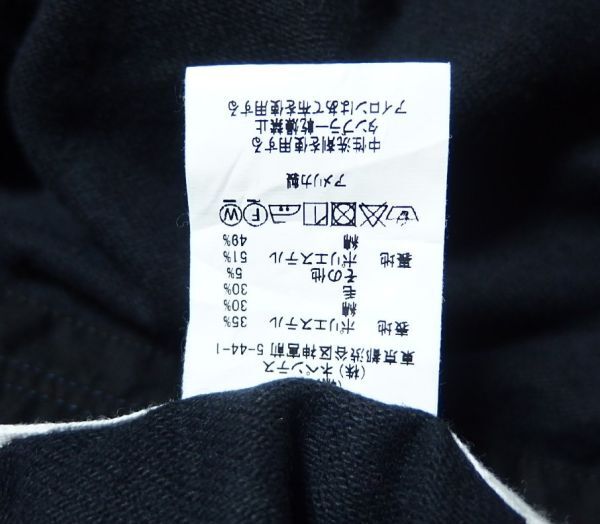 (株)ネペンテス
東京都渋谷区神宮前 5-44-1
表地 ポリエステル 35%
綿 30%
毛 30%
その他 5%
裏地 ポリエステル 51%
綿 49%
F W
アメリカ製
中性洗剤を使用する
タンブラー乾燥禁止
アイロンはあて布を使用する